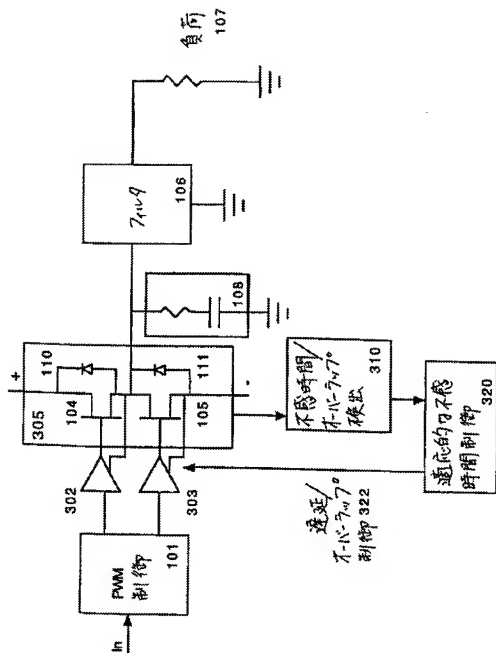 In
PWM
制御
101
302
303
305
+
110
104
111
105
-
108
フィルタ
106
負荷
107
不感時間/
オーバーラップ
検出
310
適応的な不感
時間制御 320
遅延/
オーバーラップ
制御 322